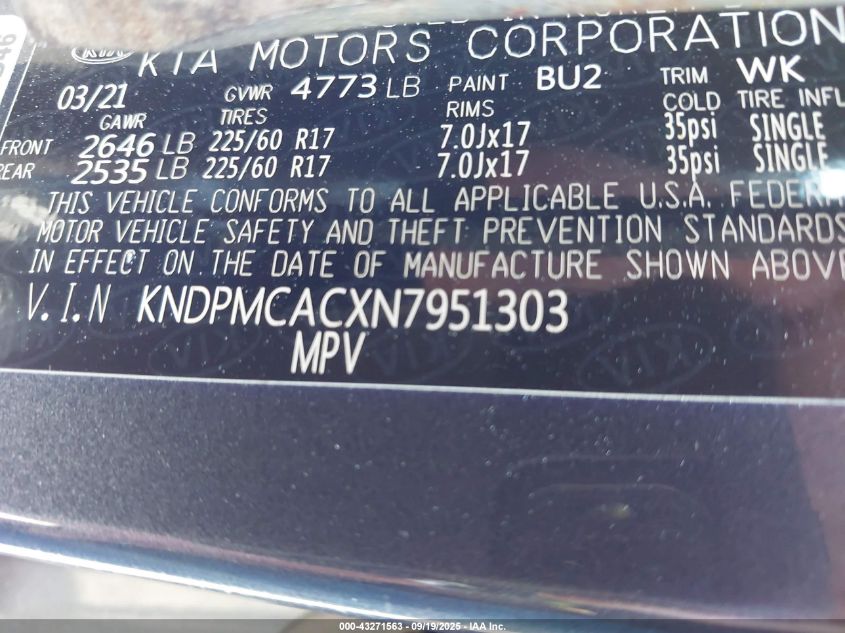 KIA KIA MOTORS CORPORATION
03/21 GVWR 4773 LB PAINT BU2 TRIM WK
GAWR TIRES RIMS COLD TIRE INFL
FRONT 2646 LB 225/60 R17 7.0Jx17 35psi SINGLE
REAR 2535 LB 225/60 R17 7.0Jx17 35psi SINGLE
THIS VEHICLE CONFORMS TO ALL APPLICABLE U.S.A. FEDERAL
MOTOR VEHICLE SAFETY AND THEFT PREVENTION STANDARDS
IN EFFECT ON THE DATE OF MANUFACTURE SHOWN ABOVE
V.I.N KNDPMCACXN7951303
MPV
000-43271563 - 09/19/2025 - IAA Inc.